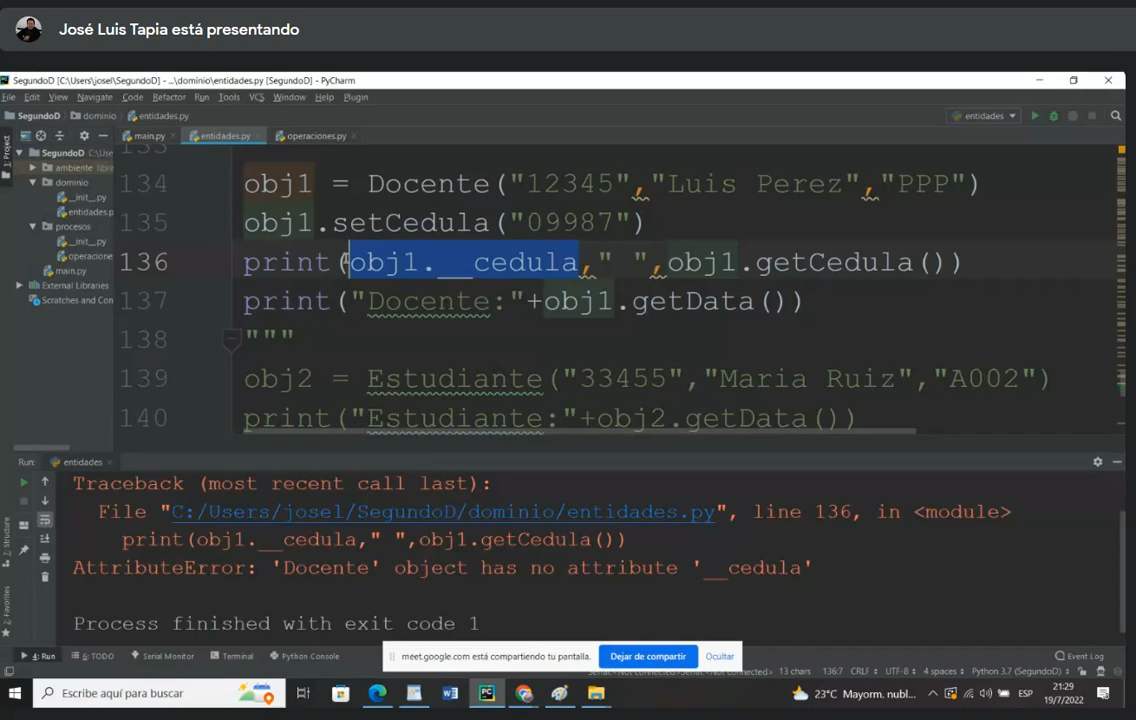 José Luis Tapia está presentando
SegundoD [C:\Users\josel\SegundoD] - ...\dominio\entidades.py [SegundoD] - PyCharm
File Edit View Navigate Code Refactor Run Tools VCS Window Help Plugin
SegundoD dominio entidades.py
entidades
main.py entidades.py operaciones.py
1: Project
SegundoD C:\Use
ambiente libra
dominio
__init__.py
entidades.p
procesos
__init__.py
operacione
main.py
External Libraries
Scratches and Con
133
134 obj1 = Docente("12345","Luis Perez","PPP")
135 obj1.setCedula("09987")
136 print(obj1.__cedula," ",obj1.getCedula())
137 print("Docente:"+obj1.getData())
138 """
139 obj2 = Estudiante("33455","Maria Ruiz","A002")
140 print("Estudiante:"+obj2.getData())
Run: entidades
Traceback (most recent call last):
File "C:/Users/josel/SegundoD/dominio/entidades.py", line 136, in <module>
print(obj1.__cedula," ",obj1.getCedula())
AttributeError: 'Docente' object has no attribute '__cedula'
Process finished with exit code 1
7: Structure
2: Favorites
meet.google.com está compartiendo tu pantalla. Dejar de compartir Ocultar
4: Run 6: TODO Serial Monitor Terminal Python Console Event Log
13 chars 136:7 CRLF UTF-8 4 spaces Python 3.7 (SegundoD)
Escribe aquí para buscar
23°C Mayorm. nubl... ESP
21:29
19/7/2022